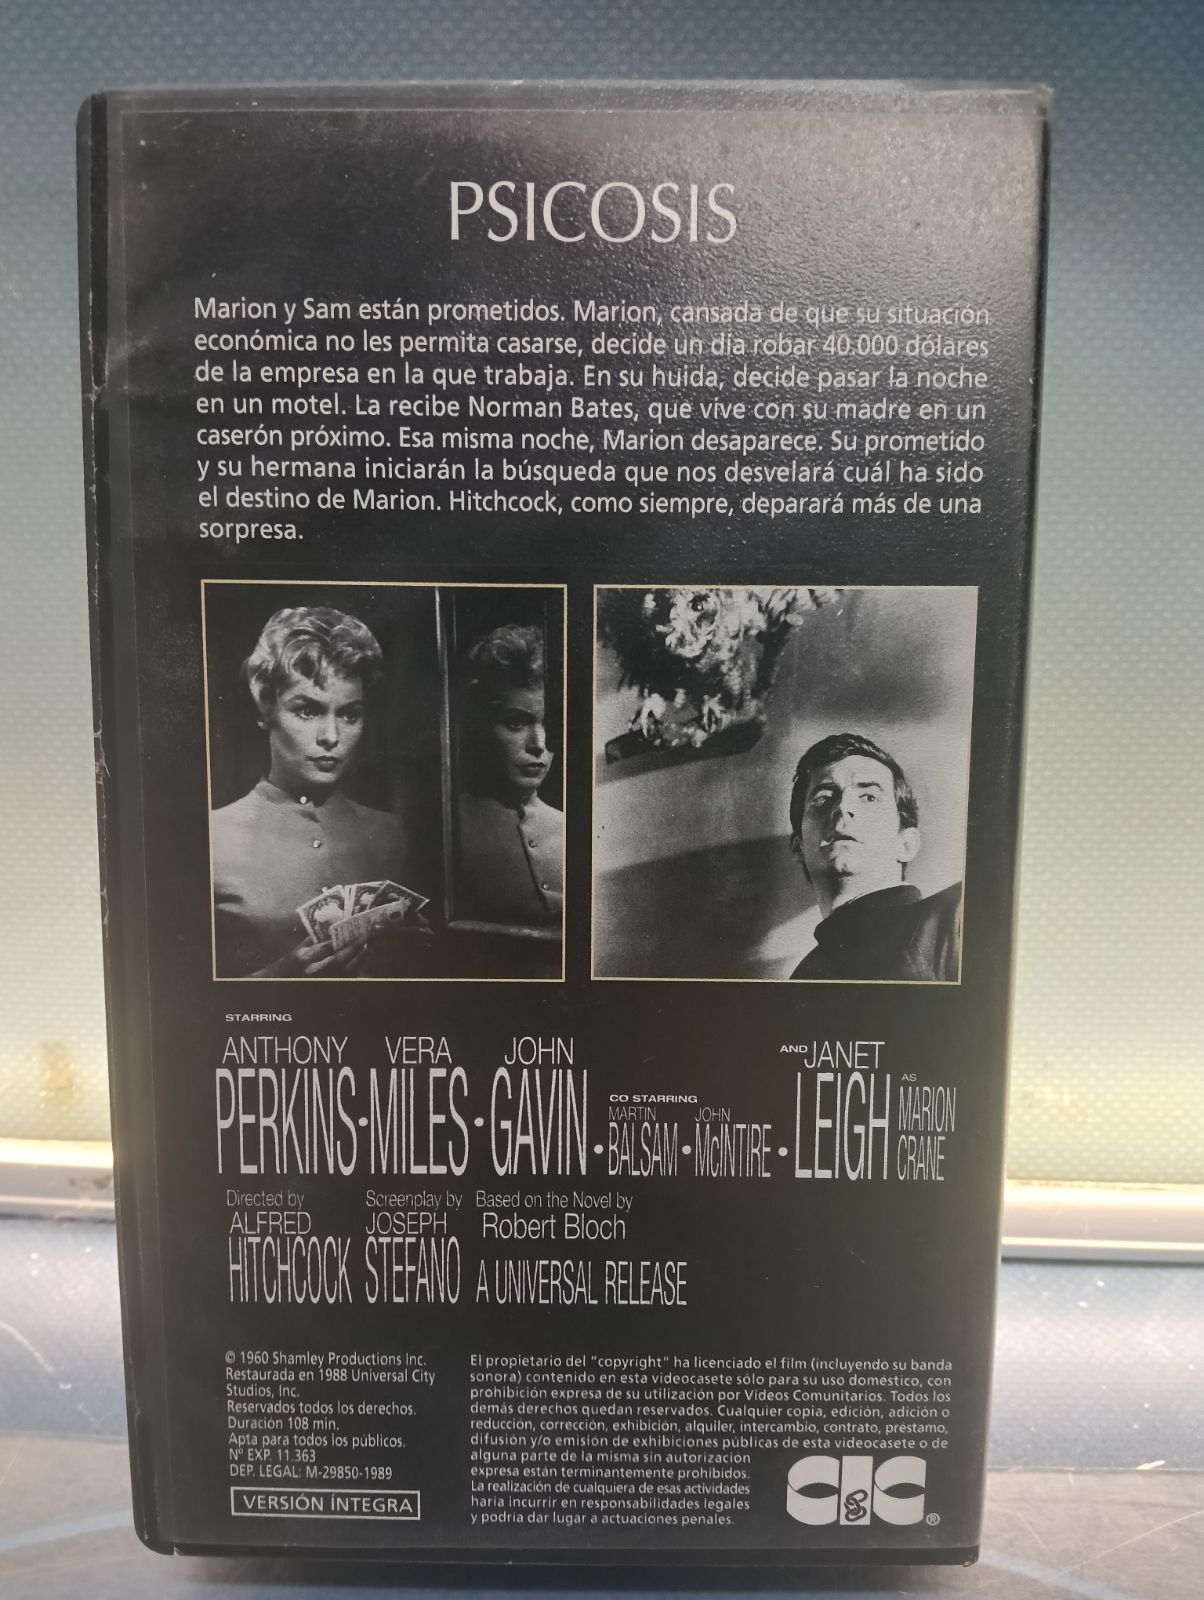 PSICOSIS
Marion y Sam están prometidos. Marion, cansada de que su situación
económica no les permita casarse, decide un día robar 40.000 dólares
de la empresa en la que trabaja. En su huida, decide pasar la noche
en un motel. La recibe Norman Bates, que vive con su madre en un
caserón próximo. Esa misma noche, Marion desaparece. Su prometido
y su hermana iniciarán la búsqueda que nos desvelará cuál ha sido
el destino de Marion. Hitchcock, como siempre, deparará más de una
sorpresa.
STARRING
ANTHONY PERKINS • VERA MILES • JOHN GAVIN •
CO STARRING
MARTIN BALSAM • JOHN McINTIRE •
AND JANET LEIGH AS MARION CRANE
Directed by
ALFRED
HITCHCOCK
Screenplay by
JOSEPH
STEFANO
Based on the Novel by
Robert Bloch
A UNIVERSAL RELEASE
© 1960 Shamley Productions Inc.
Restaurada en 1988 Universal City
Studios, Inc.
Reservados todos los derechos.
Duración 108 min.
Apta para todos los públicos.
Nº EXP. 11.363
DEP. LEGAL: M-29850-1989
VERSIÓN ÍNTEGRA
El propietario del "copyright" ha licenciado el film (incluyendo su banda
sonora) contenido en esta videocasete sólo para su uso doméstico, con
prohibición expresa de su utilización por Vídeos Comunitarios. Todos los
demás derechos quedan reservados. Cualquier copia, edición, adición o
reducción, corrección, exhibición, alquiler, intercambio, contrato, préstamo,
difusión y/o emisión de exhibiciones públicas de esta videocasete o de
alguna parte de la misma sin autorización
expresa están terminantemente prohibidos.
La realización de cualquiera de esas actividades
haría incurrir en responsabilidades legales
y podría dar lugar a actuaciones penales.
CIC ®